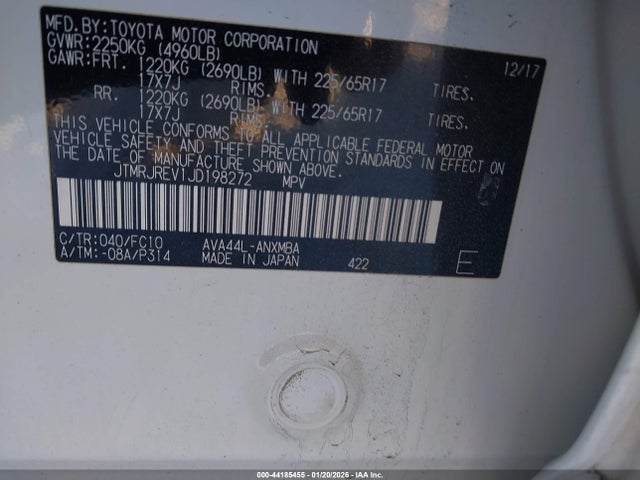 MFD.BY:TOYOTA MOTOR CORPORATION 12/17
GVWR:2250KG (4960LB)
GAWR:FRT. 1220KG (2690LB) WITH 225/65R17 TIRES.
17X7J RIMS.
RR. 1220KG (2690LB) WITH 225/65R17 TIRES.
17X7J RIMS.
THIS VEHICLE CONFORMS TO ALL APPLICABLE FEDERAL MOTOR
VEHICLE SAFETY AND THEFT PREVENTION STANDARDS IN EFFECT ON
THE DATE OF MANUFACTURE SHOWN ABOVE.
JTMRJREV1JD198272 MPV
C/TR:040/FC10 AVA44L-ANXMBA
A/TM:-08A/P314 MADE IN JAPAN 422 E
000-44185455 - 01/20/2026 - IAA Inc.